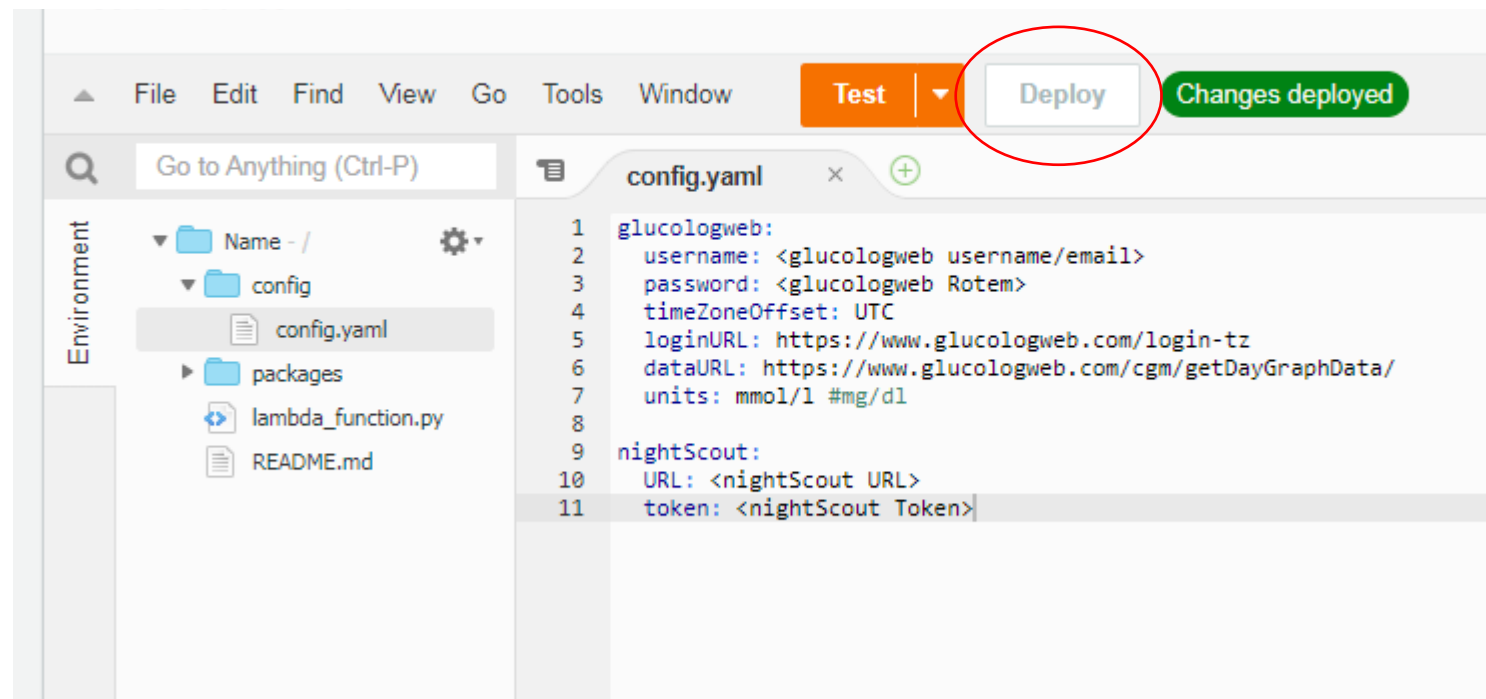 File Edit Find View Go Tools Window Test Deploy Changes deployed
Go to Anything (Ctrl-P)
config.yaml
Environment
Name - /
config
config.yaml
packages
lambda_function.py
README.md
1 glucologweb:
2 username: <glucologweb username/email>
3 password: <glucologweb Rotem>
4 timeZoneOffset: UTC
5 loginURL: https://www.glucologweb.com/login-tz
6 dataURL: https://www.glucologweb.com/cgm/getDayGraphData/
7 units: mmol/l #mg/dl
8
9 nightScout:
10 URL: <nightScout URL>
11 token: <nightScout Token>